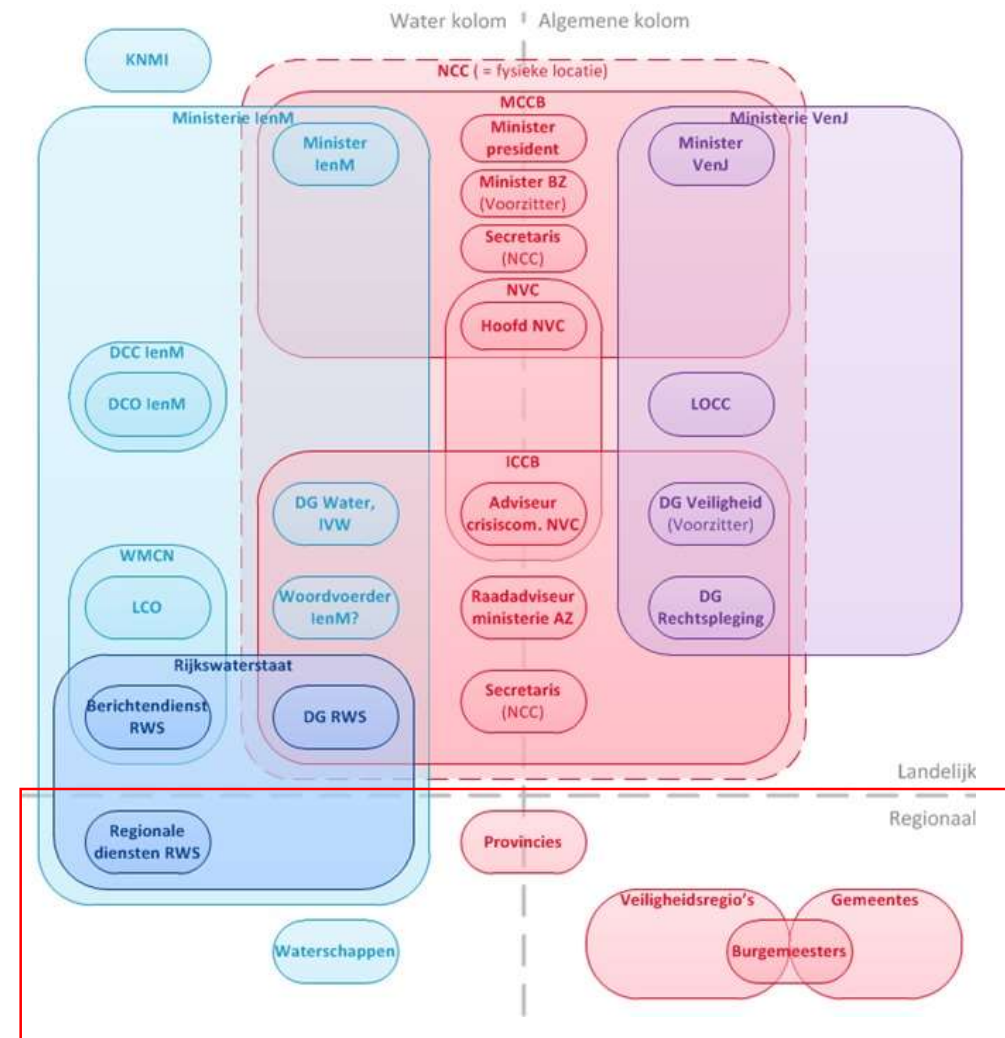 Water kolom
Algemene kolom
KNMI
NCC ( = fysieke locatie)
MCCB
Ministerie IenM
Ministerie VenJ
Minister
IenM
Minister
president
Minister
VenJ
Minister BZ
(Voorzitter)
Secretaris
(NCC)
NVC
Hoofd NVC
DCC IenM
DCO IenM
LOCC
ICCB
DG Water,
IVW
Adviseur
crisiscom. NVC
DG Veiligheid
(Voorzitter)
WMCN
LCO
Woordvoerder
IenM?
Raadadviseur
ministerie AZ
DG
Rechtspleging
Rijkswaterstaat
Berichtendienst
RWS
DG RWS
Secretaris
(NCC)
Landelijk
Regionaal
Regionale
diensten RWS
Provincies
Veiligheidsregio's
Gemeentes
Waterschappen
Burgemeesters